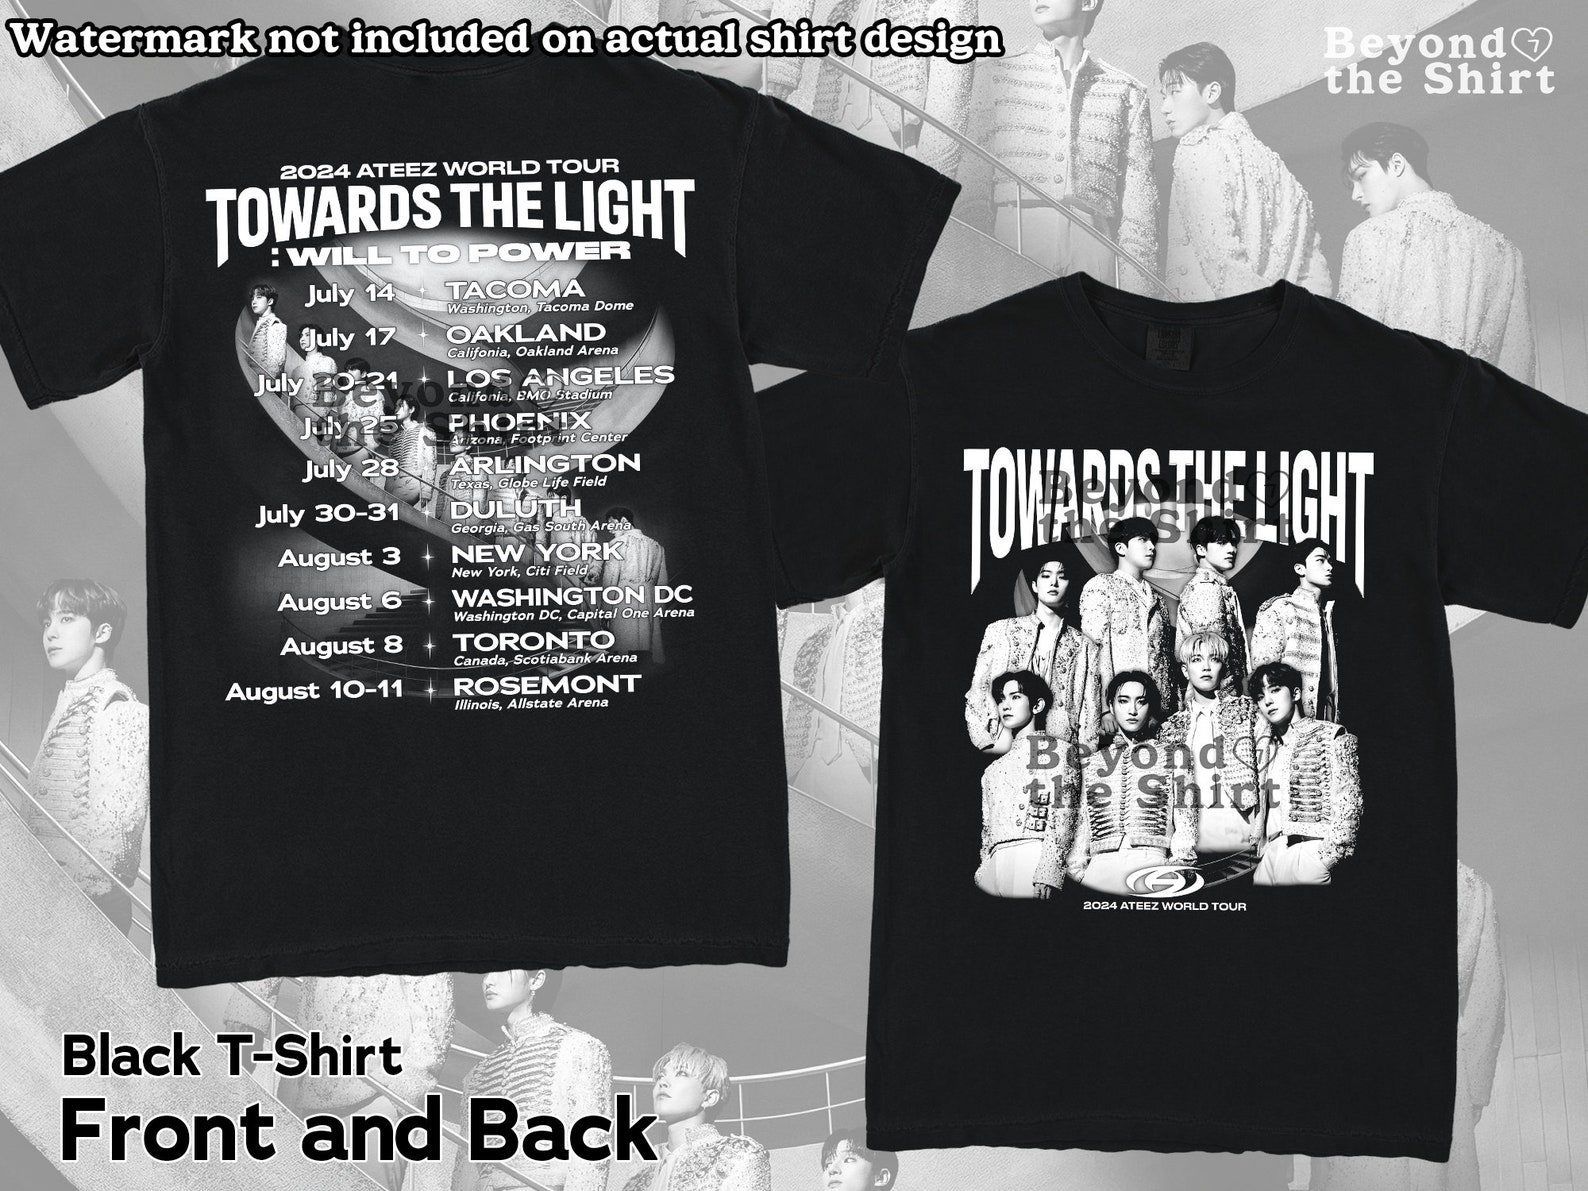 Watermark not included on actual shirt design
Beyond
the Shirt
2024 ATEEZ WORLD TOUR
TOWARDS THE LIGHT
: WILL TO POWER
July 14 TACOMA
Washington, Tacoma Dome
July 17 OAKLAND
Califonia, Oakland Arena
July 20-21 LOS ANGELES
Califonia, BMO Stadium
July 25 PHOENIX
Arizona, Footprint Center
July 28 ARLINGTON
Texas, Globe Life Field
July 30-31 DULUTH
Georgia, Gas South Arena
August 3 NEW YORK
New York, Citi Field
August 6 WASHINGTON DC
Washington DC, Capital One Arena
August 8 TORONTO
Canada, Scotiabank Arena
August 10-11 ROSEMONT
Illinois, Allstate Arena
Beyond
the Shirt
TOWARDS THE LIGHT
Beyond
the Shirt
Beyond
the Shirt
2024 ATEEZ WORLD TOUR
Black T-Shirt
Front and Back